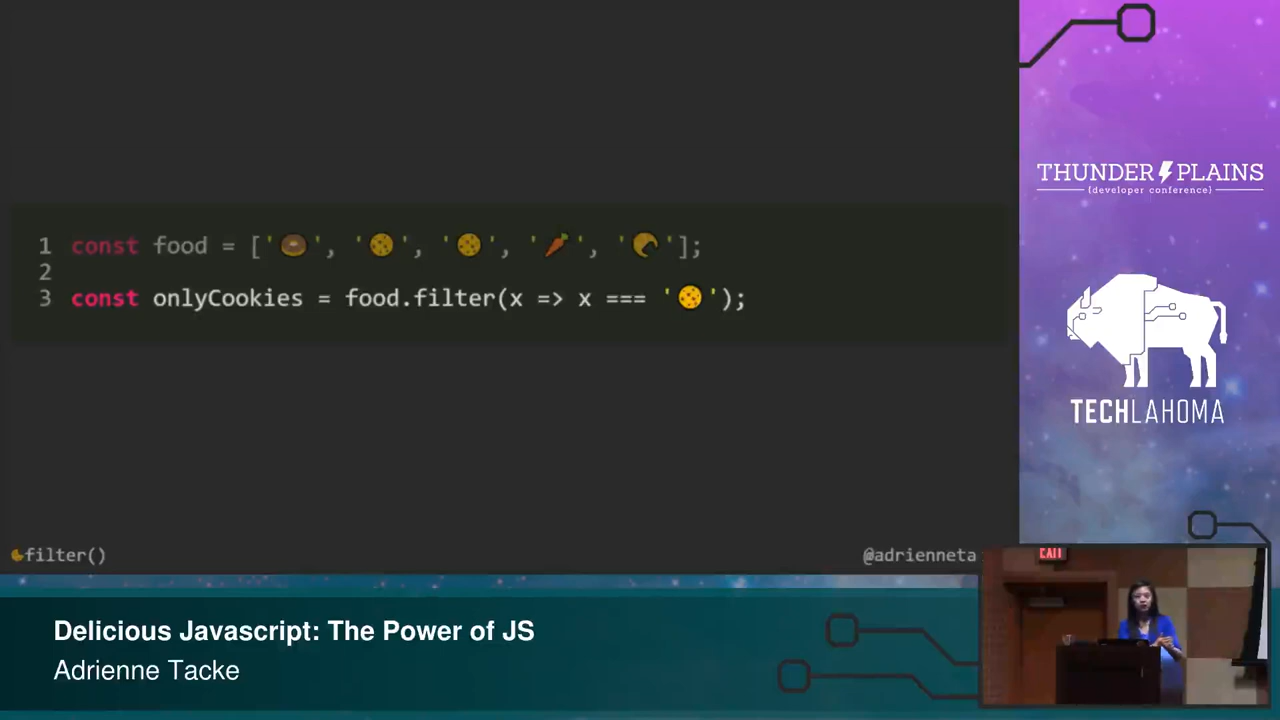 1 const food = ['🍩', '🍪', '🍪', '🥕', '🥠'];
2
3 const onlyCookies = food.filter(x => x === '🍪');
filter()
@adrienneta
THUNDER PLAINS
{developer conference}
TECHLAHOMA
EXIT
Delicious Javascript: The Power of JS
Adrienne Tacke